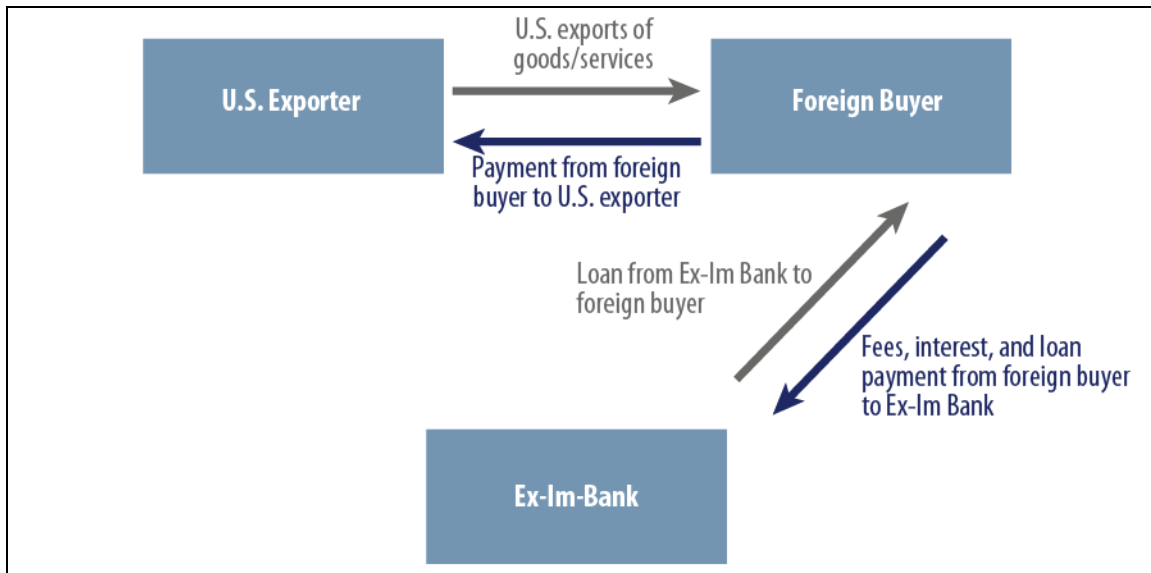 U.S. exports of
goods/services
U.S. Exporter
Foreign Buyer
Payment from foreign
buyer to U.S. exporter
Loan from Ex-Im Bank to
foreign buyer
Fees, interest, and loan
payment from foreign buyer
to Ex-Im Bank
Ex-Im-Bank